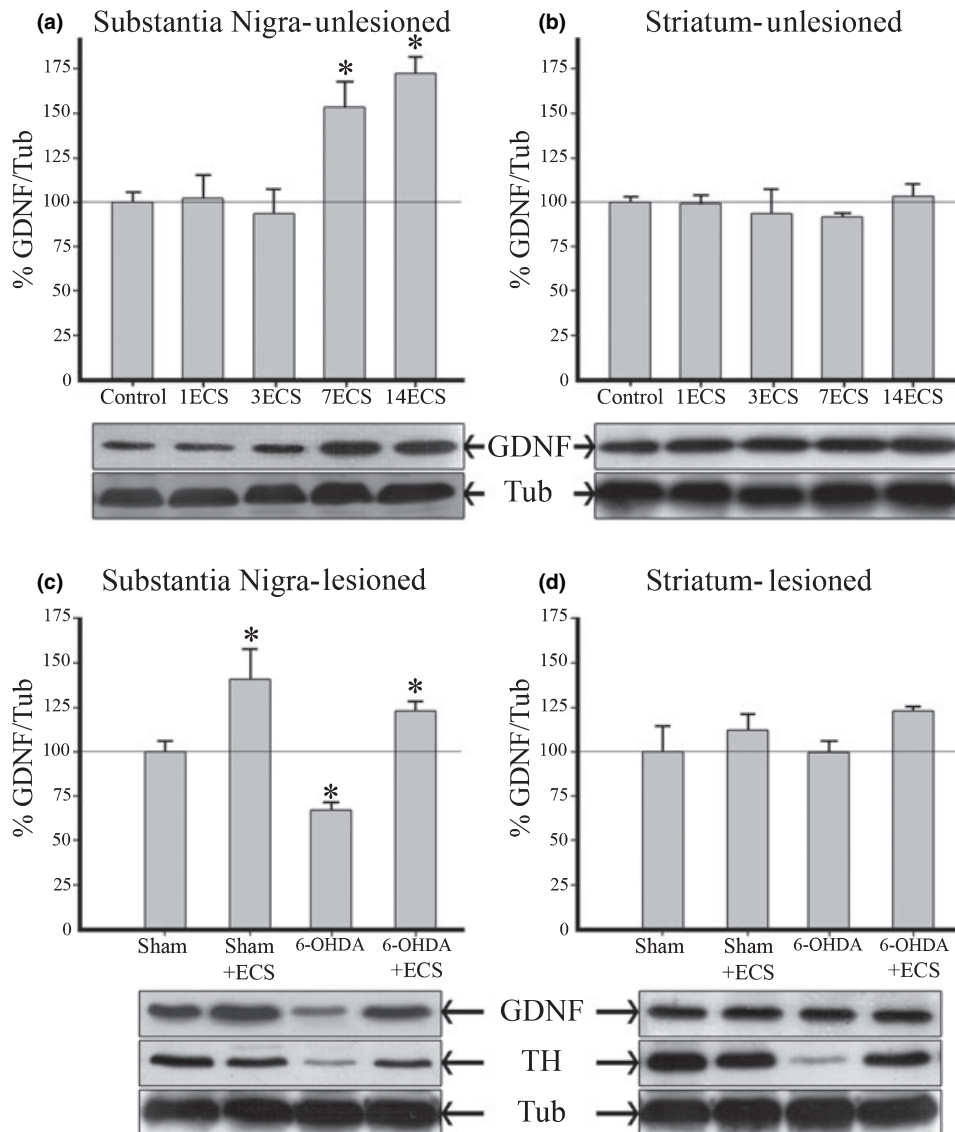 (a) Substantia Nigra-unlesioned
% GDNF/Tub
175
150
125
100
75
50
25
0
* *
Control 1ECS 3ECS 7ECS 14ECS
(b) Striatum-unlesioned
% GDNF/Tub
175
150
125
100
75
50
25
0
Control 1ECS 3ECS 7ECS 14ECS
GDNF
Tub
(c) Substantia Nigra-lesioned
% GDNF/Tub
175
150
125
100
75
50
25
0
* * *
Sham Sham 6-OHDA 6-OHDA
+ECS +ECS
(d) Striatum-lesioned
% GDNF/Tub
175
150
125
100
75
50
25
0
Sham Sham 6-OHDA 6-OHDA
+ECS +ECS
GDNF
TH
Tub